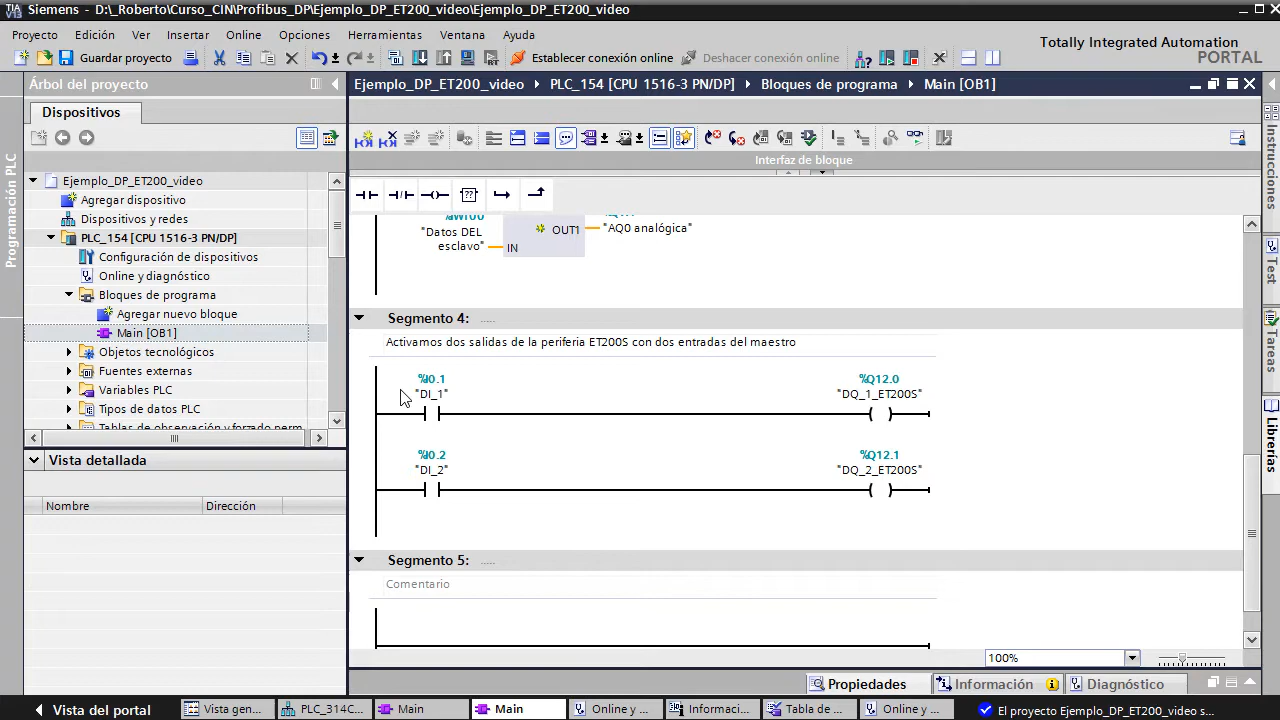 TIA V13 Siemens - D:\_Roberto\Curso_CIN\Profibus_DP\Ejemplo_DP_ET200_video\Ejemplo_DP_ET200_video
Proyecto Edición Ver Insertar Online Opciones Herramientas Ventana Ayuda
Totally Integrated Automation
PORTAL
Guardar proyecto Establecer conexión online Deshacer conexión online
Árbol del proyecto
Ejemplo_DP_ET200_video PLC_154 [CPU 1516-3 PN/DP] Bloques de programa Main [OB1]
Dispositivos
Interfaz de bloque
Programación PLC
Ejemplo_DP_ET200_video
Agregar dispositivo
Dispositivos y redes
PLC_154 [CPU 1516-3 PN/DP]
Configuración de dispositivos
Online y diagnóstico
Bloques de programa
Agregar nuevo bloque
Main [OB1]
Objetos tecnológicos
Fuentes externas
Variables PLC
Tipos de datos PLC
Tablas de observación y forzado perm
Vista detallada
Nombre Dirección
"Datos DEL
esclavo"
IN
OUT1
"AQ0 analógica"
Segmento 4: .....
Activamos dos salidas de la periferia ET200S con dos entradas del maestro
%I0.1
"DI_1"
%Q12.0
"DQ_1_ET200S"
%I0.2
"DI_2"
%Q12.1
"DQ_2_ET200S"
Segmento 5: .....
Comentario
100%
Propiedades Información Diagnóstico
Instrucciones
Test
Tareas
Librerías
Vista del portal Vista gen... PLC_314C... Main Main Online y ... Informaci... Tabla de ... Online y ... El proyecto Ejemplo_DP_ET200_video s...